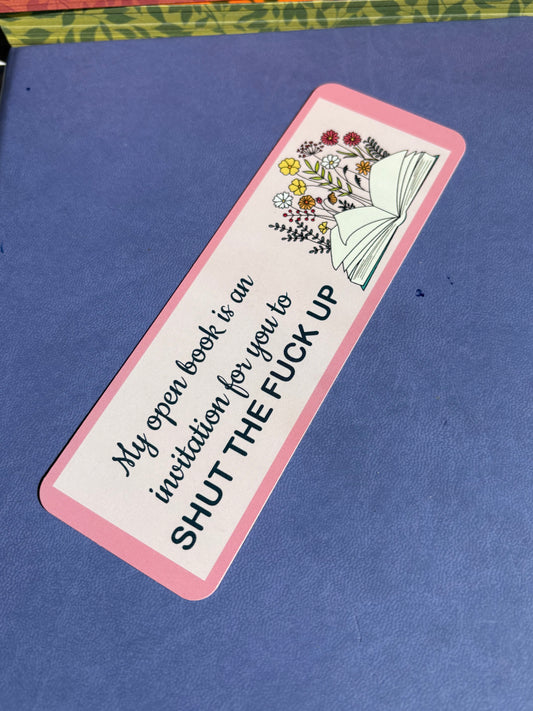 My open book is an
invitation for you to
SHUT THE FUCK UP